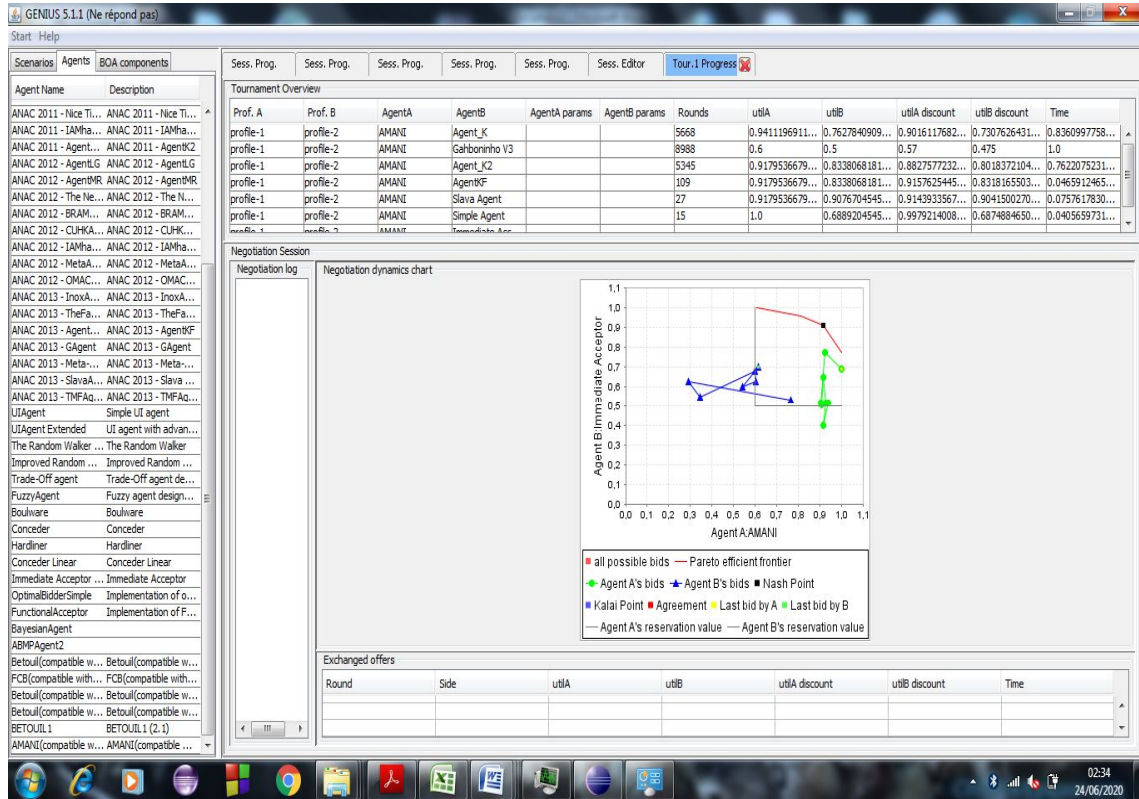 GENIUS 5.1.1 (Ne répond pas)
Start Help
Scenarios Agents BOA components
Agent Name Description
ANAC 2011 - Nice Ti... ANAC 2011 - Nice Ti...
ANAC 2011 - IAMha... ANAC 2011 - IAMha...
ANAC 2011 - Agent... ANAC 2011 - AgentK2
ANAC 2012 - AgentLG ANAC 2012 - AgentLG
ANAC 2012 - AgentMR ANAC 2012 - AgentMR
ANAC 2012 - The Ne... ANAC 2012 - The N...
ANAC 2012 - BRAM... ANAC 2012 - BRAM...
ANAC 2012 - CUHKA... ANAC 2012 - CUHK...
ANAC 2012 - IAMha... ANAC 2012 - IAMha...
ANAC 2012 - MetaA... ANAC 2012 - MetaA...
ANAC 2012 - OMAC... ANAC 2012 - OMAC...
ANAC 2013 - InoxA... ANAC 2013 - InoxA...
ANAC 2013 - TheFa... ANAC 2013 - TheFa...
ANAC 2013 - Agent... ANAC 2013 - AgentKF
ANAC 2013 - GAgent ANAC 2013 - GAgent
ANAC 2013 - Meta-... ANAC 2013 - Meta-...
ANAC 2013 - SlavaA... ANAC 2013 - Slava ...
ANAC 2013 - TMFAg... ANAC 2013 - TMFAg...
UIAgent Simple UI agent
UIAgent Extended UI agent with advan...
The Random Walker ... The Random Walker
Improved Random ... Improved Random ...
Trade-Off agent Trade-Off agent de...
FuzzyAgent Fuzzy agent design...
Boulware Boulware
Conceder Conceder
Hardliner Hardliner
Conceder Linear Conceder Linear
Immediate Acceptor ... Immediate Acceptor
OptimalBidderSimple Implementation of o...
FunctionalAcceptor Implementation of F...
BayesianAgent
ABMPAgent2
Betouil(compatible w... Betouil(compatible w...
FCB(compatible with... FCB(compatible with...
Betouil(compatible w... Betouil(compatible w...
Betouil(compatible w... Betouil(compatible w...
BETOUIL1 BETOUIL1 (2.1)
AMANI(compatible w... AMANI(compatible ...
Sess. Prog. Sess. Prog. Sess. Prog. Sess. Prog. Sess. Prog. Sess. Editor Tour.1 Progress
Tournament Overview
Prof. A Prof. B AgentA AgentB AgentA params AgentB params Rounds utilA utilB utilA discount utilB discount Time
profile-1 profile-2 AMANI Agent_K 5668 0.9411196911... 0.7627840909... 0.9016117682... 0.7307626431... 0.8360997758...
profile-1 profile-2 AMANI Gahboninho V3 8988 0.6 0.5 0.57 0.475 1.0
profile-1 profile-2 AMANI Agent_K2 5345 0.9179536679... 0.8338068181... 0.8827577232... 0.8018372104... 0.7622075231...
profile-1 profile-2 AMANI AgentKF 109 0.9179536679... 0.8338068181... 0.9157625445... 0.8318165503... 0.0465912465...
profile-1 profile-2 AMANI Slava Agent 27 0.9179536679... 0.9076704545... 0.9143933567... 0.9041500270... 0.0757617830...
profile-1 profile-2 AMANI Simple Agent 15 1.0 0.6889204545... 0.9979214008... 0.6874884650... 0.0405659731...
profile-1 profile-2 AMANI Immediate Acc
Negotiation Session
Negotiation log Negotiation dynamics chart
1,1
1,0
0,9
0,8
0,7
0,6
0,5
0,4
0,3
0,2
0,1
0,0
Agent B:Immediate Acceptor
0,0 0,1 0,2 0,3 0,4 0,5 0,6 0,7 0,8 0,9 1,0 1,1
Agent A:AMANI
all possible bids Pareto efficient frontier
Agent A's bids Agent B's bids Nash Point
Kalai Point Agreement Last bid by A Last bid by B
Agent A's reservation value Agent B's reservation value
Exchanged offers
Round Side utilA utilB utilA discount utilB discount Time
02:34
24/06/2020